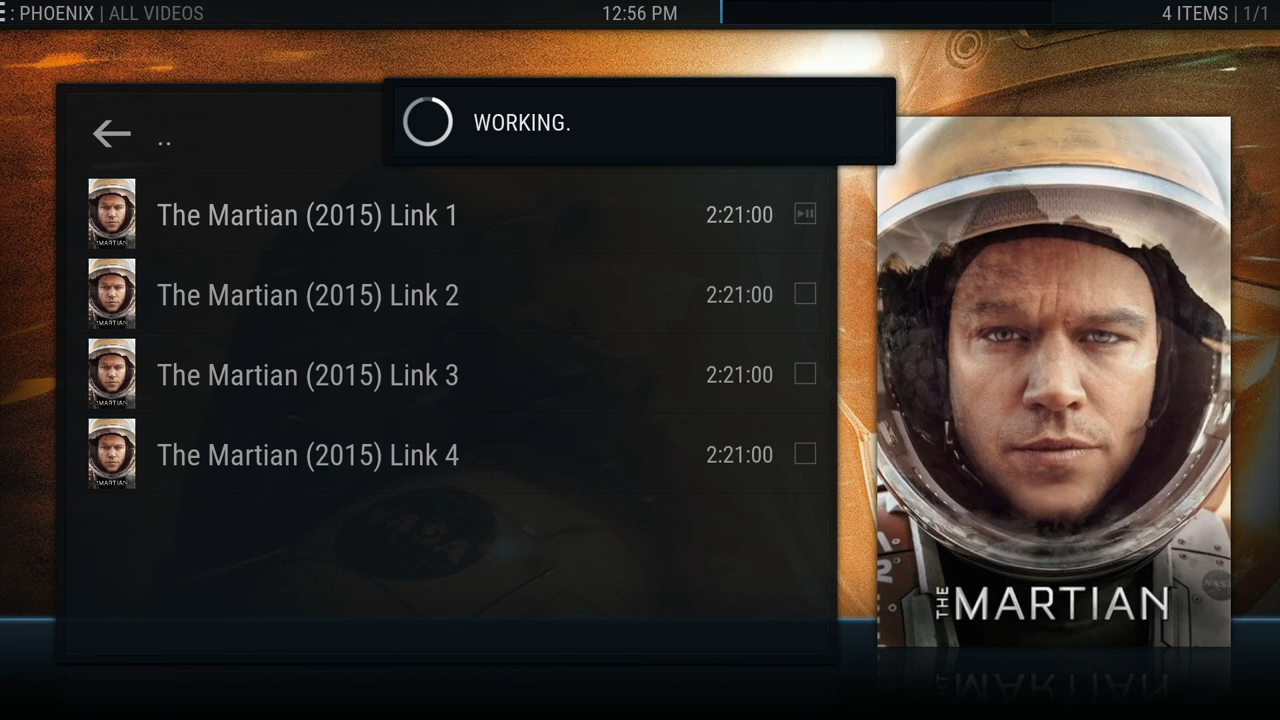 : PHOENIX | ALL VIDEOS
12:56 PM
4 ITEMS | 1/1
WORKING.
..
The Martian (2015) Link 1 2:21:00
The Martian (2015) Link 2 2:21:00
The Martian (2015) Link 3 2:21:00
The Martian (2015) Link 4 2:21:00
THE MARTIAN